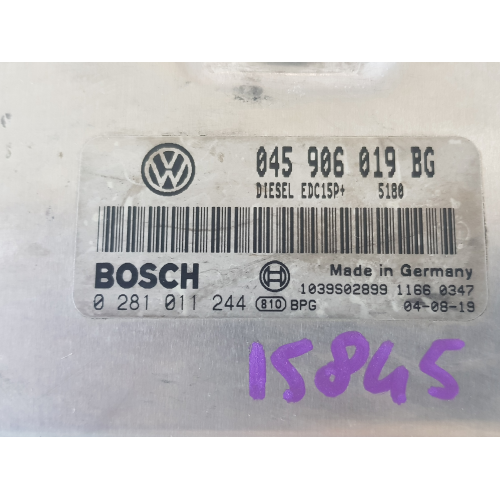 045 906 019 BG
DIESEL EDC15P+ 5180
BOSCH
Made in Germany
1039S02899 1166 0347
0 281 011 244 810 BPG 04-08-19
15845